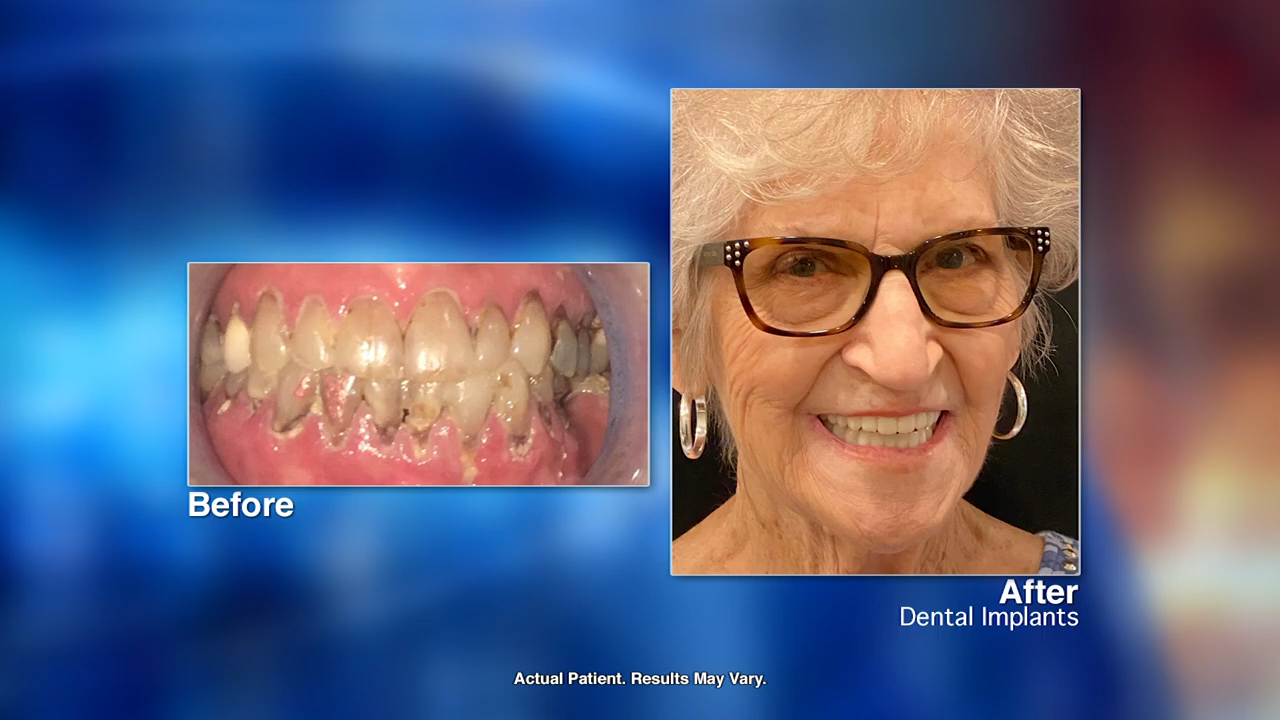 Before
After
Dental Implants
Actual Patient. Results May Vary.